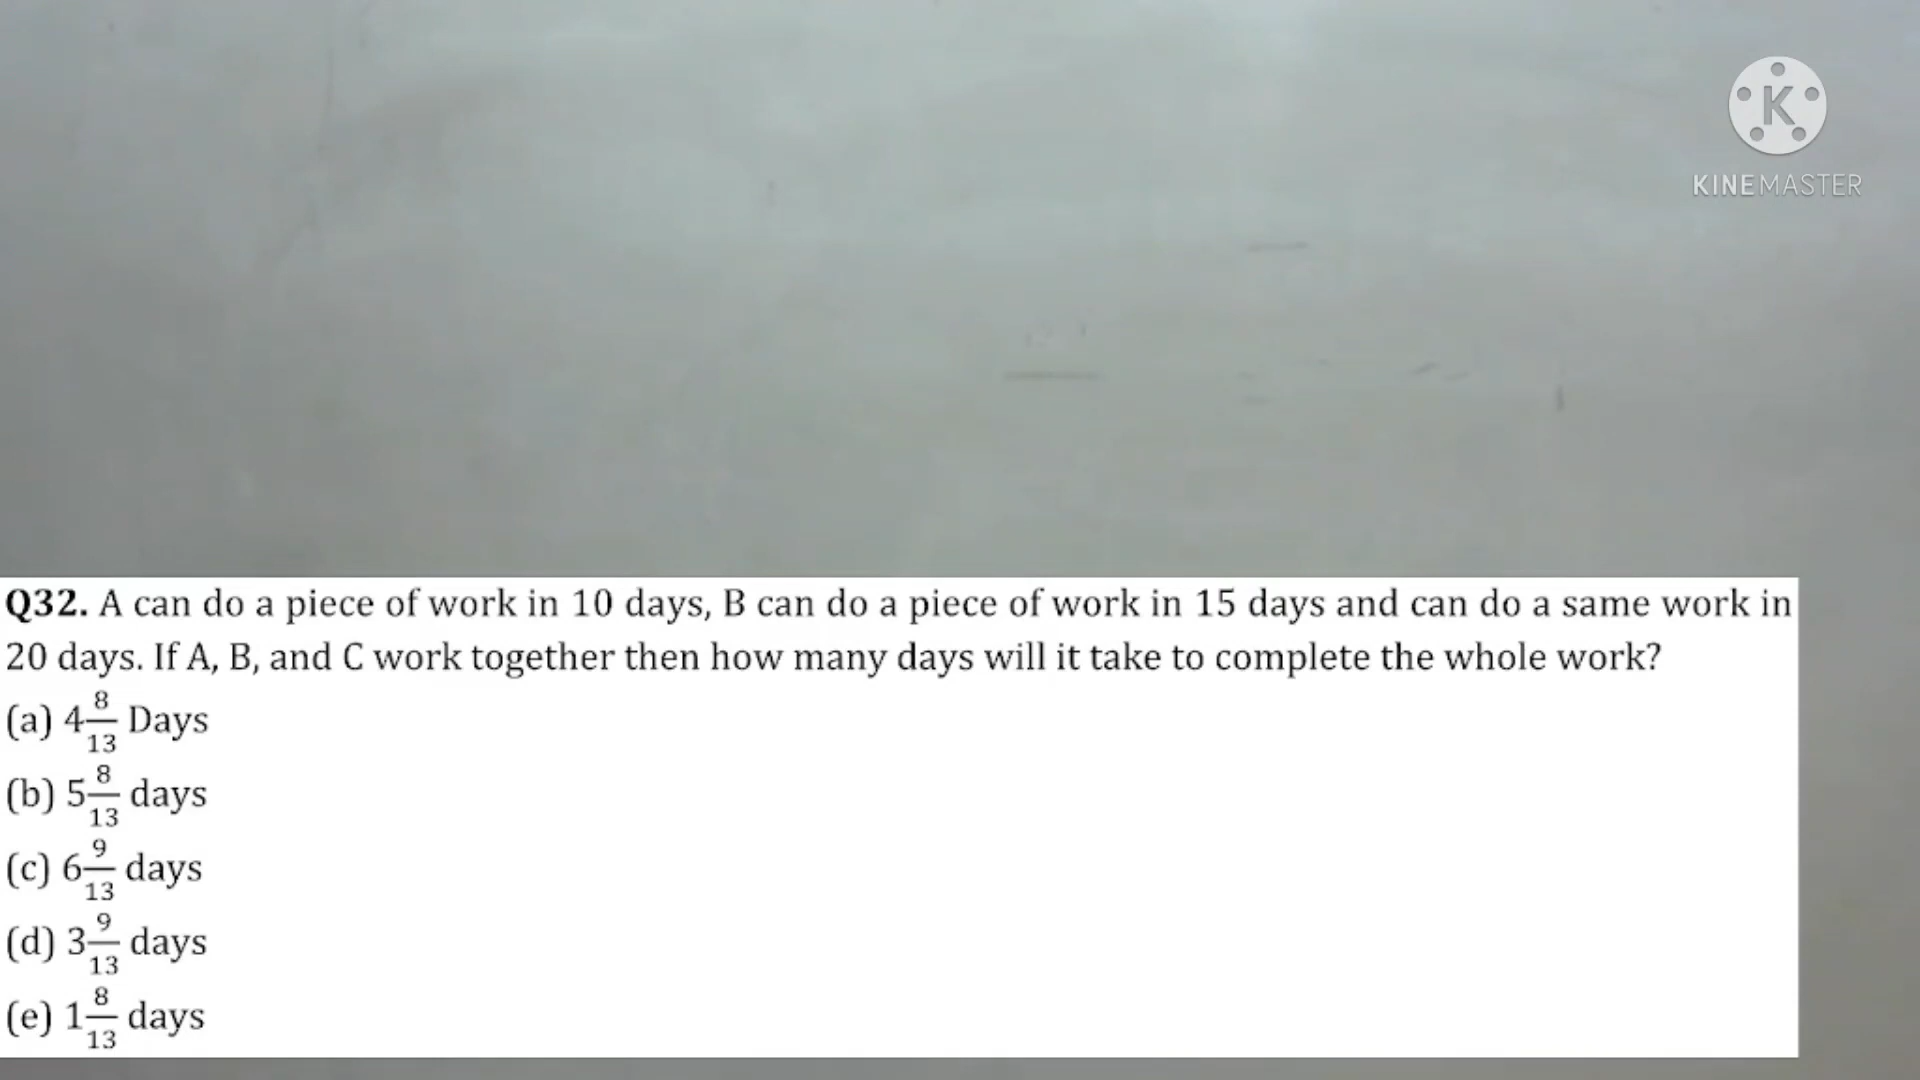 K
KINEMASTER
Q32. A can do a piece of work in 10 days, B can do a piece of work in 15 days and can do a same work in
20 days. If A, B, and C work together then how many days will it take to complete the whole work?
(a) 4 8/13 Days
(b) 5 8/13 days
(c) 6 9/13 days
(d) 3 9/13 days
(e) 1 8/13 days